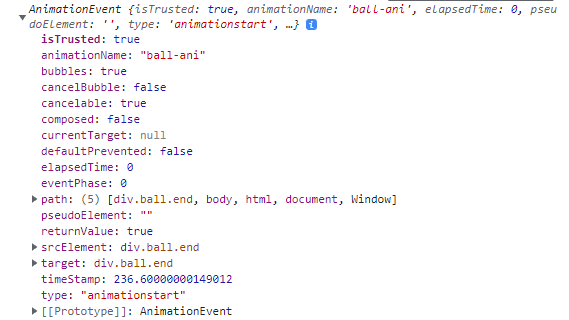 AnimationEvent {isTrusted: true, animationName: 'ball-ani', elapsedTime: 0, pseu
doElement: '', type: 'animationstart', …} i
isTrusted: true
animationName: "ball-ani"
bubbles: true
cancelBubble: false
cancelable: true
composed: false
currentTarget: null
defaultPrevented: false
elapsedTime: 0
eventPhase: 0
path: (5) [div.ball.end, body, html, document, Window]
pseudoElement: ""
returnValue: true
srcElement: div.ball.end
target: div.ball.end
timeStamp: 236.60000000149012
type: "animationstart"
[[Prototype]]: AnimationEvent